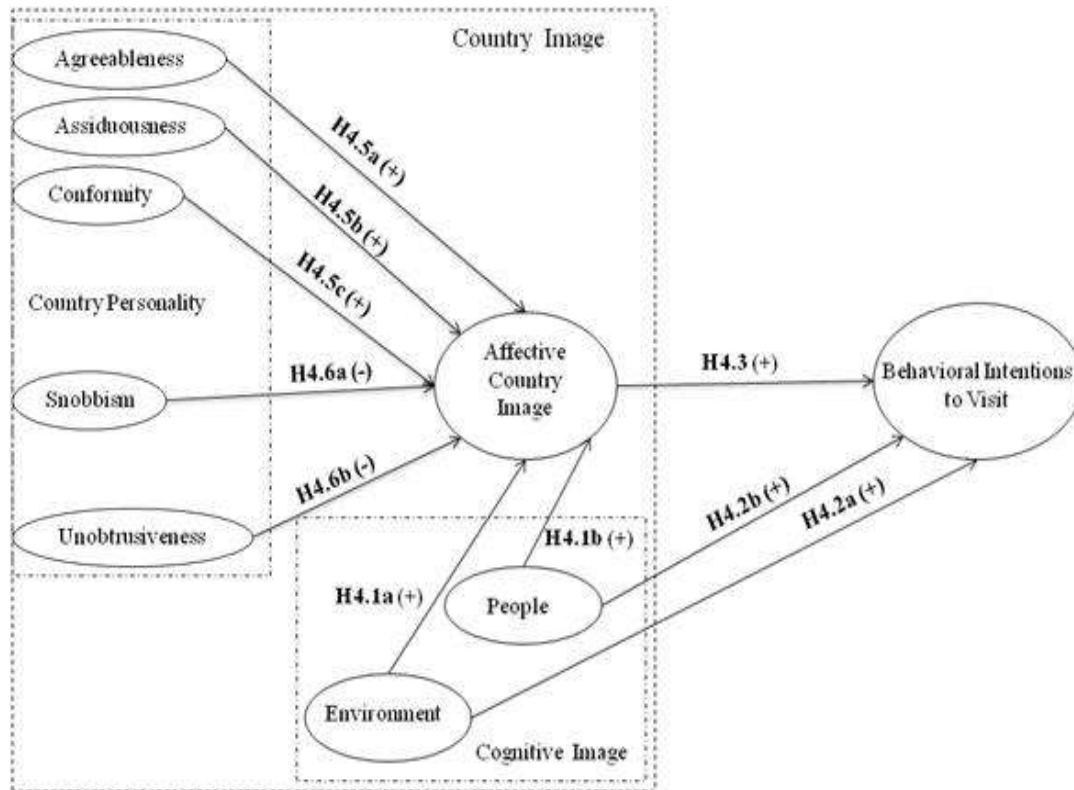 Country Image
Agreeableness
Assiduousness
Conformity
Country Personality
Snobbism
Unobtrusiveness
H4.5a (+)
H4.5b (+)
H4.5c (+)
H4.6a (-)
H4.6b (-)
Affective
Country
Image
H4.3 (+)
Behavioral Intentions
to Visit
H4.2b (+)
H4.2a (+)
H4.1b (+)
H4.1a (+)
People
Environment
Cognitive Image